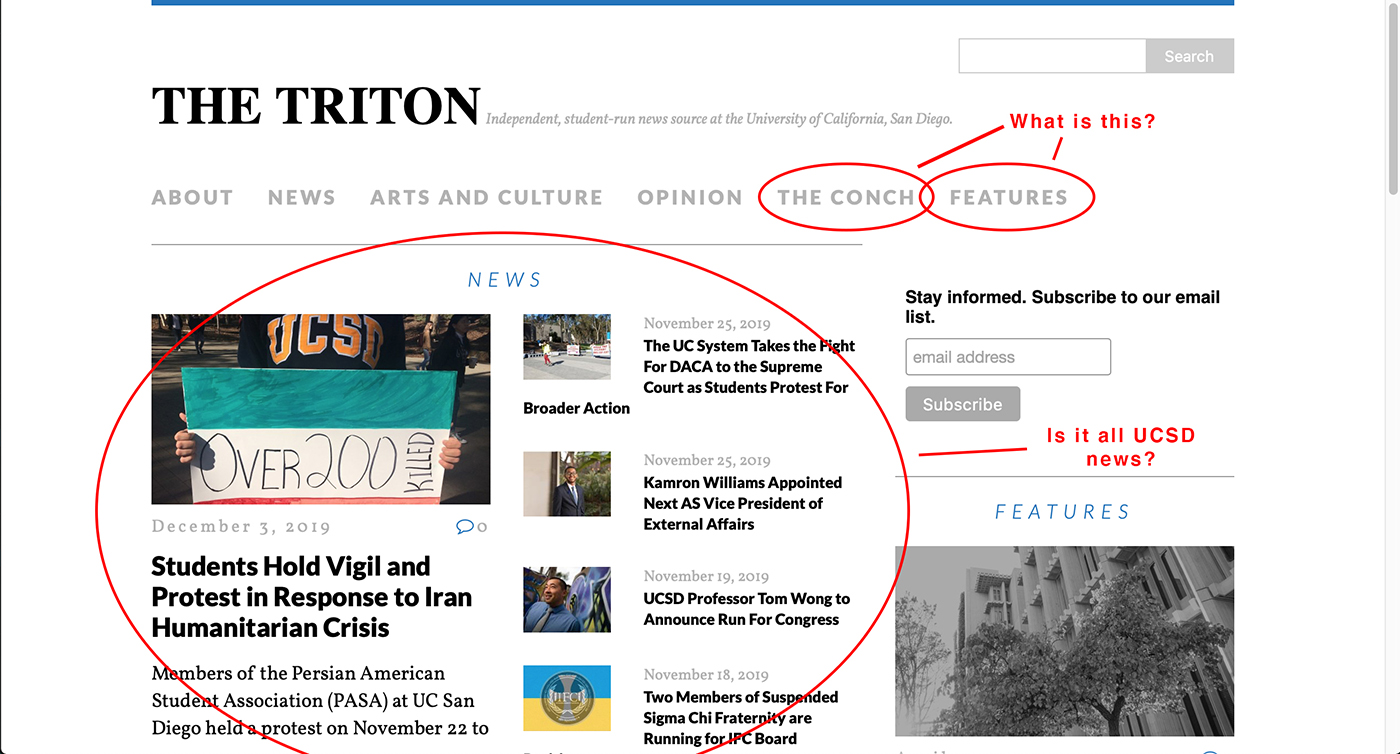 Search
THE TRITON Independent, student-run news source at the University of California, San Diego.
What is this?
ABOUT NEWS ARTS AND CULTURE OPINION THE CONCH FEATURES
NEWS
UCSD
OVER 200 KILLED
December 3, 2019 0
Students Hold Vigil and
Protest in Response to Iran
Humanitarian Crisis
Members of the Persian American
Student Association (PASA) at UC San
Diego held a protest on November 22 to
November 25, 2019
The UC System Takes the Fight
For DACA to the Supreme
Court as Students Protest For
Broader Action
November 25, 2019
Kamron Williams Appointed
Next AS Vice President of
External Affairs
November 19, 2019
UCSD Professor Tom Wong to
Announce Run For Congress
November 18, 2019
Two Members of Suspended
Sigma Chi Fraternity are
Running for IFC Board
Stay informed. Subscribe to our email
list.
email address
Subscribe
Is it all UCSD
news?
FEATURES